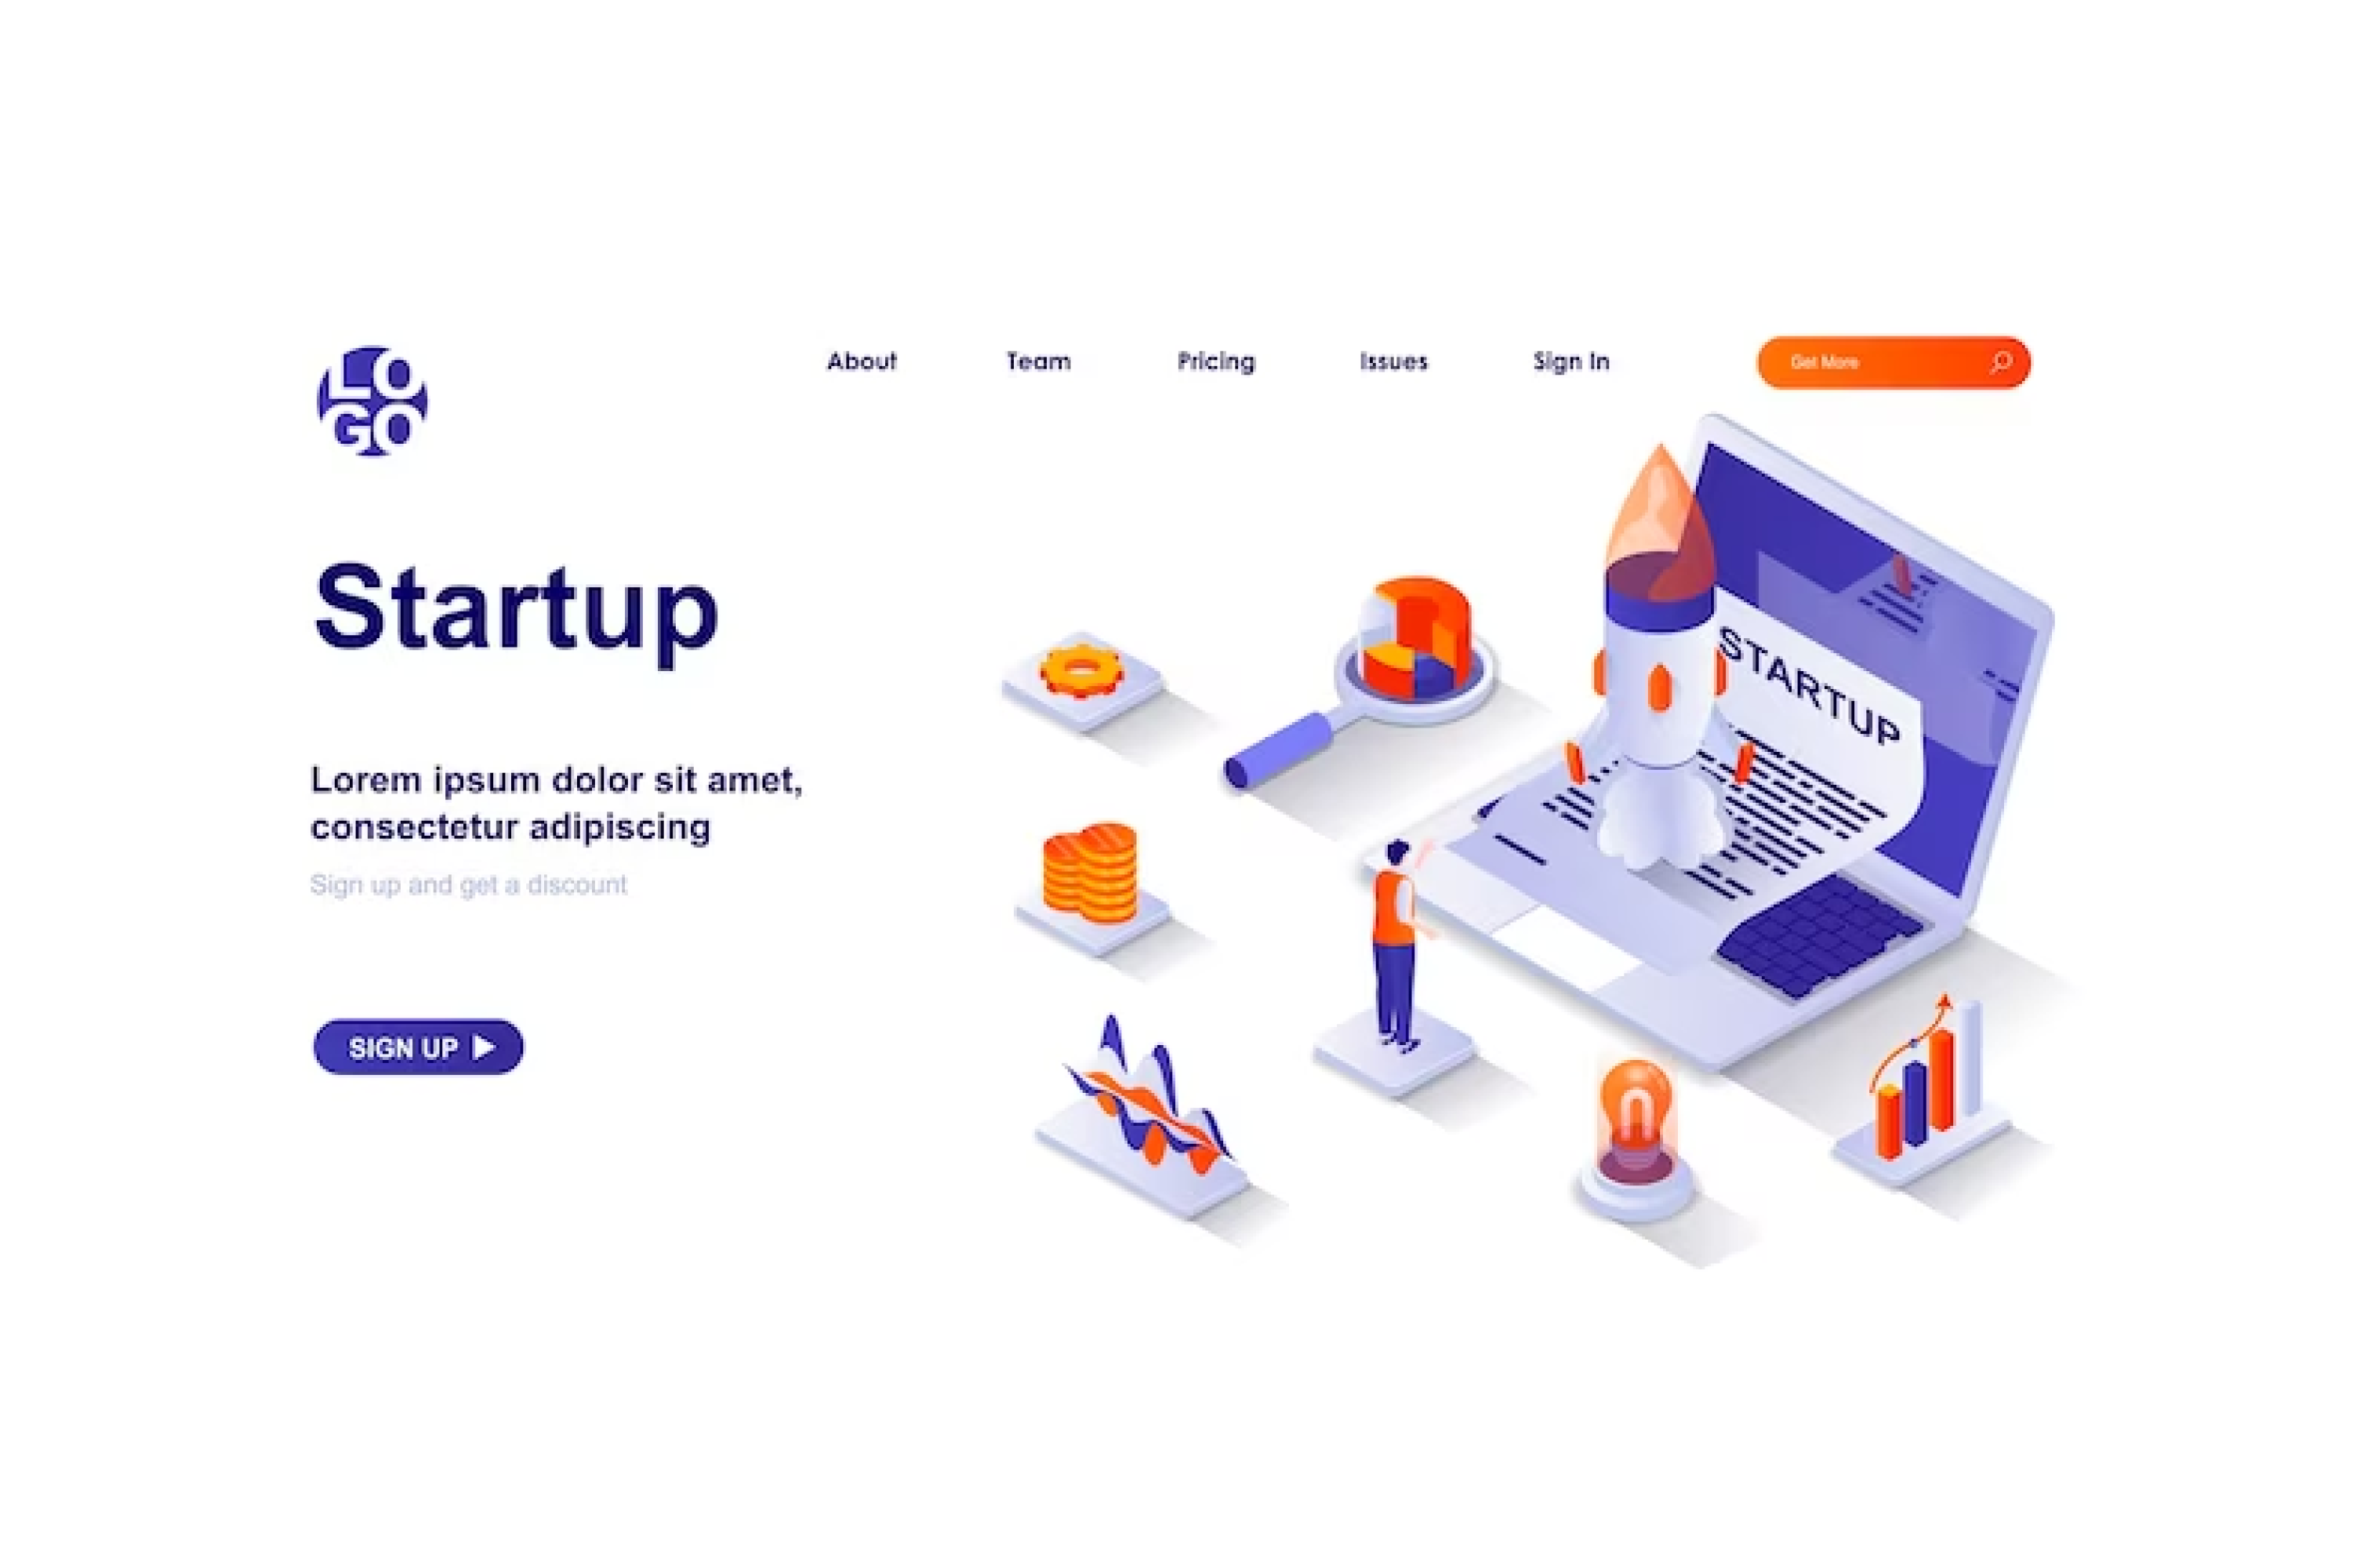 LO
GO
About
Team
Pricing
Issues
Sign In
Get More
Startup
Lorem ipsum dolor sit amet,
consectetur adipiscing
Sign up and get a discount
SIGN UP
STARTUP